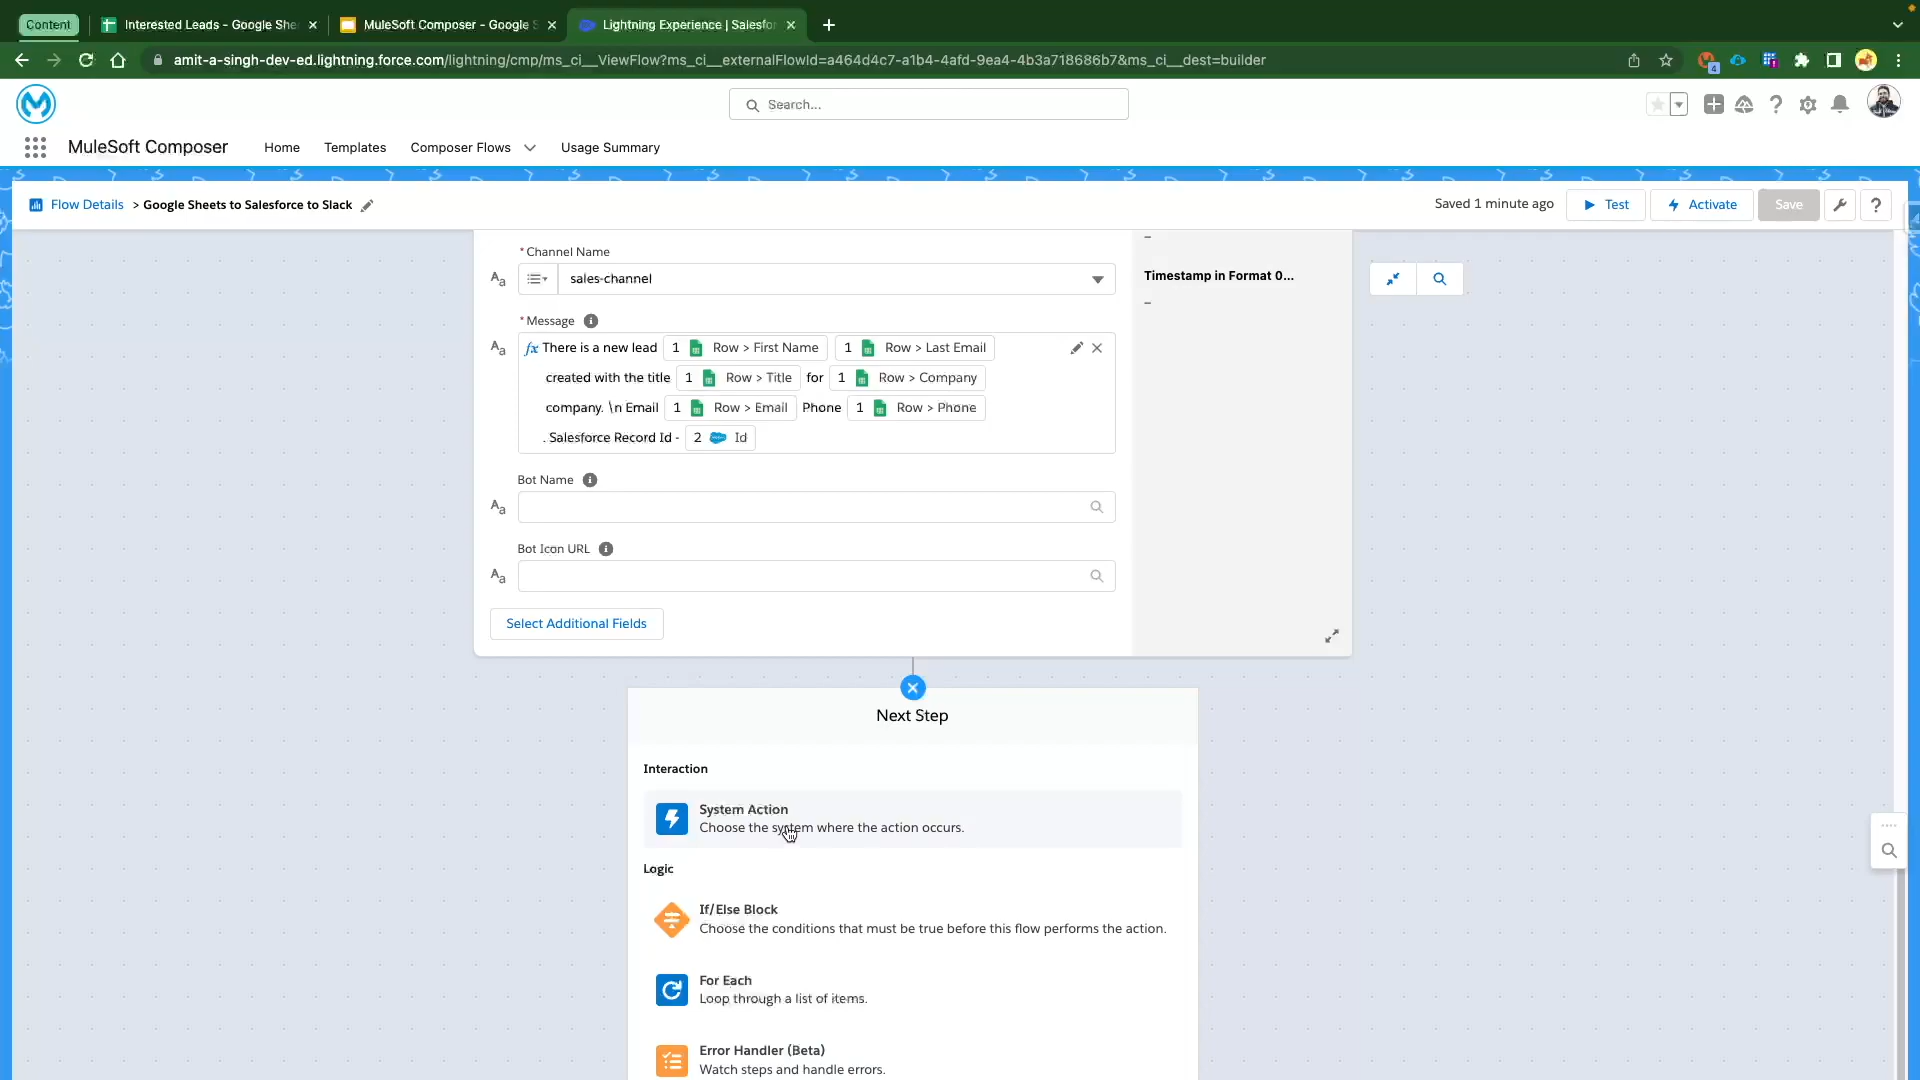 Content
Interested Leads - Google She
MuleSoft Composer - Google S
Lightning Experience | Salesfor
amit-a-singh-dev-ed.lightning.force.com/lightning/cmp/ms_ci__ViewFlow?ms_ci__externalFlowId=a464d4c7-a1b4-4afd-9ea4-4b3a718686b7&ms_ci__dest=builder
4
Search...
MuleSoft Composer
Home
Templates
Composer Flows
Usage Summary
Flow Details > Google Sheets to Salesforce to Slack
Saved 1 minute ago
Test
Activate
Save
?
* Channel Name
Aa
sales-channel
* Message
Aa
fx There is a new lead 1 Row > First Name 1 Row > Last Email
created with the title 1 Row > Title for 1 Row > Company
company. \n Email 1 Row > Email Phone 1 Row > Phone
. Salesforce Record Id - 2 Id
Bot Name
Aa
Bot Icon URL
Aa
Select Additional Fields
–
Timestamp in Format 0...
–
Next Step
Interaction
System Action
Choose the system where the action occurs.
Logic
If/Else Block
Choose the conditions that must be true before this flow performs the action.
For Each
Loop through a list of items.
Error Handler (Beta)
Watch steps and handle errors.